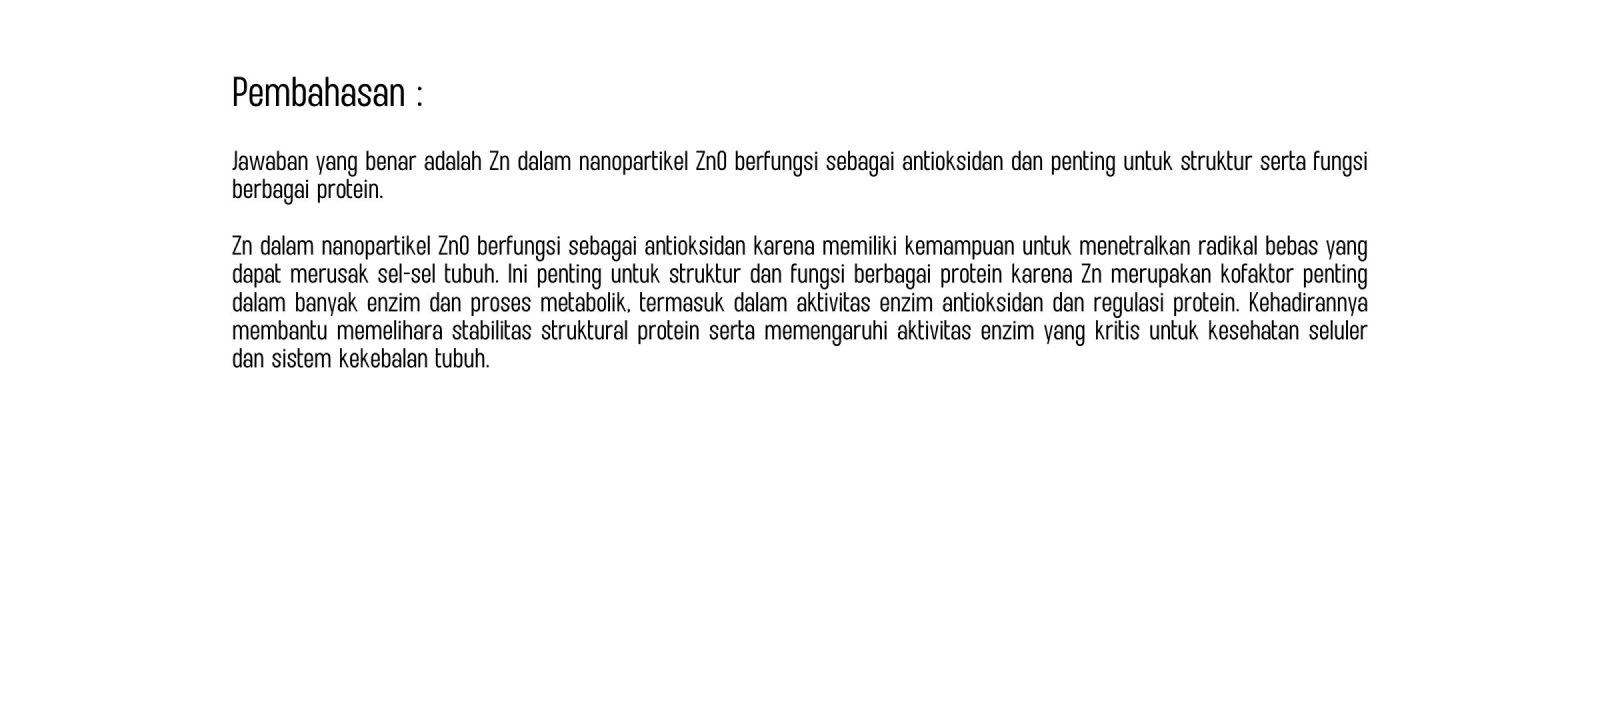 Pembahasan :
Jawaban yang benar adalah Zn dalam nanopartikel ZnO berfungsi sebagai antioksidan dan penting untuk struktur serta fungsi
berbagai protein.
Zn dalam nanopartikel ZnO berfungsi sebagai antioksidan karena memiliki kemampuan untuk menetralkan radikal bebas yang
dapat merusak sel-sel tubuh. Ini penting untuk struktur dan fungsi berbagai protein karena Zn merupakan kofaktor penting
dalam banyak enzim dan proses metabolik, termasuk dalam aktivitas enzim antioksidan dan regulasi protein. Kehadirannya
membantu memelihara stabilitas struktural protein serta memengaruhi aktivitas enzim yang kritis untuk kesehatan seluler
dan sistem kekebalan tubuh.